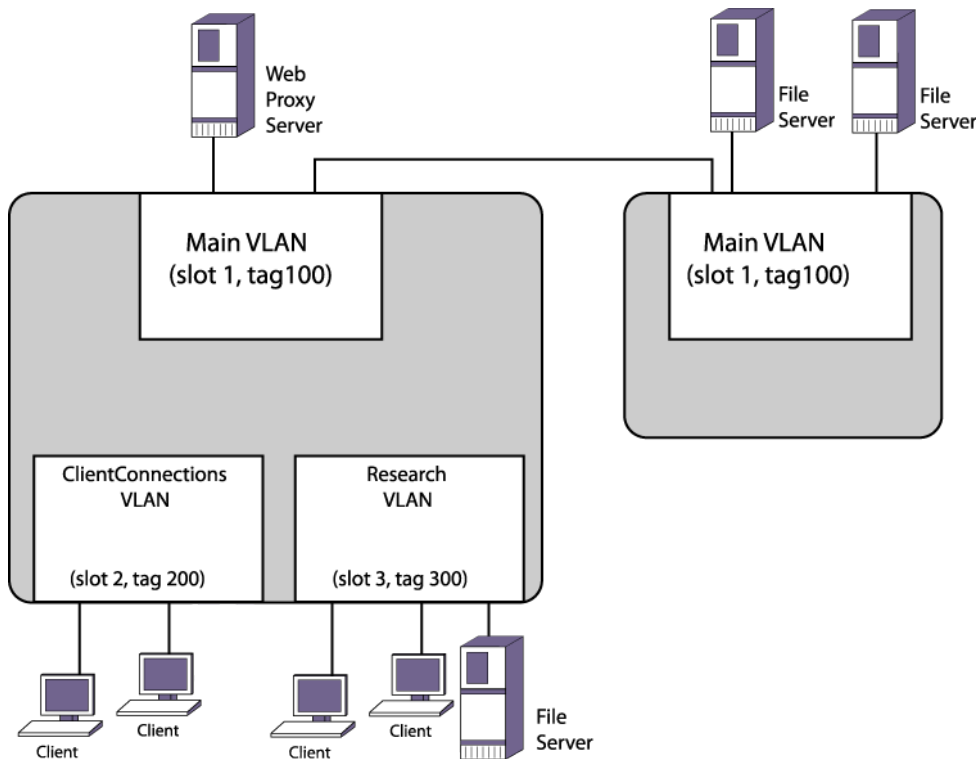 Web
Proxy
Server
File
Server
File
Server
Main VLAN
(slot 1, tag100)
Main VLAN
(slot 1, tag100)
ClientConnections
VLAN
(slot 2, tag 200)
Research
VLAN
(slot 3, tag 300)
Client
Client
Client
Client
File
Server